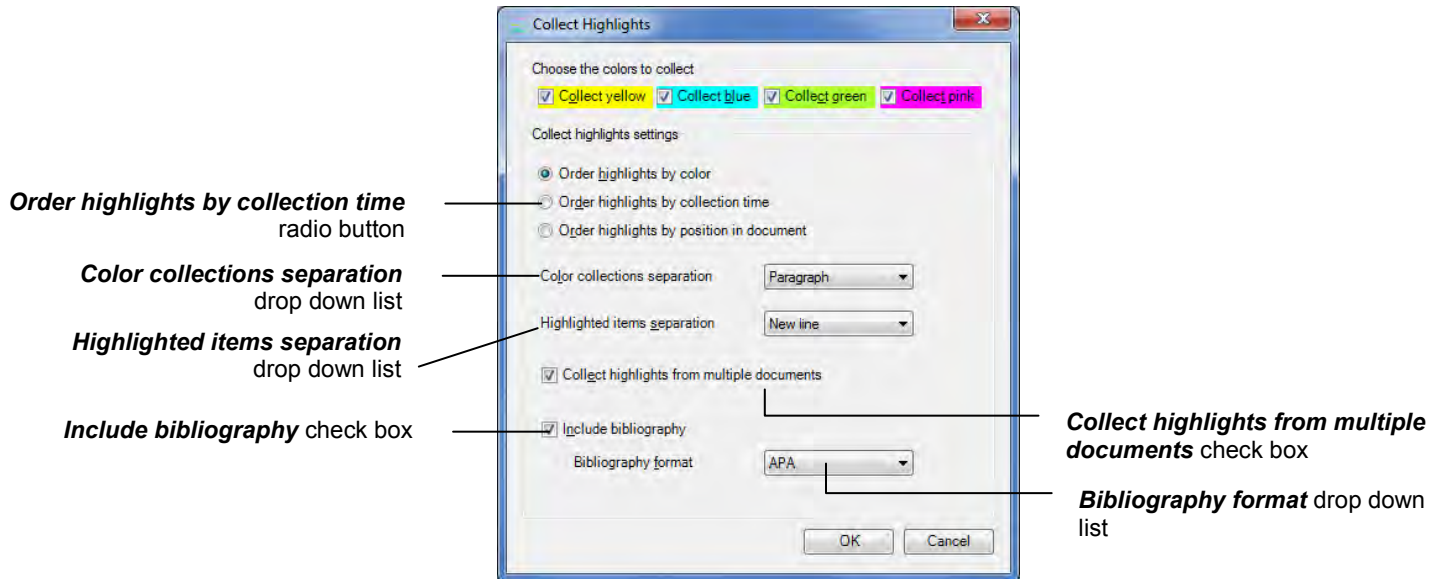 Collect Highlights
Choose the colors to collect
Collect yellow Collect blue Collect green Collect pink
Collect highlights settings
Order highlights by color
Order highlights by collection time
radio button
Order highlights by collection time
Order highlights by position in document
Color collections separation
drop down list
Color collections separation Paragraph
Highlighted items separation
drop down list
Highlighted items separation New line
Collect highlights from multiple documents
Include bibliography check box
Include bibliography
Bibliography format APA
Collect highlights from multiple
documents check box
Bibliography format drop down
list
OK Cancel